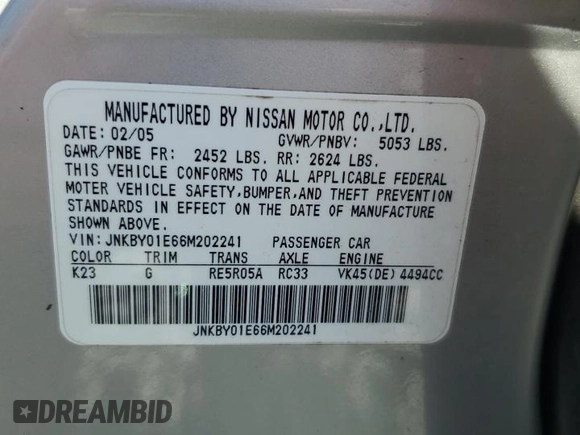 MANUFACTURED BY NISSAN MOTOR CO.,LTD.
DATE: 02/05 GVWR/PNBV: 5053 LBS.
GAWR/PNBE FR: 2452 LBS. RR: 2624 LBS.
THIS VEHICLE CONFORMS TO ALL APPLICABLE FEDERAL
MOTER VEHICLE SAFETY,BUMPER,AND THEFT PREVENTION
STANDARDS IN EFFECT ON THE DATE OF MANUFACTURE
SHOWN ABOVE.
VIN: JNKBY01E66M202241 PASSENGER CAR
COLOR TRIM TRANS AXLE ENGINE
K23 G RE5R05A RC33 VK45(DE) 4494CC
JNKBY01E66M202241
DREAMBID